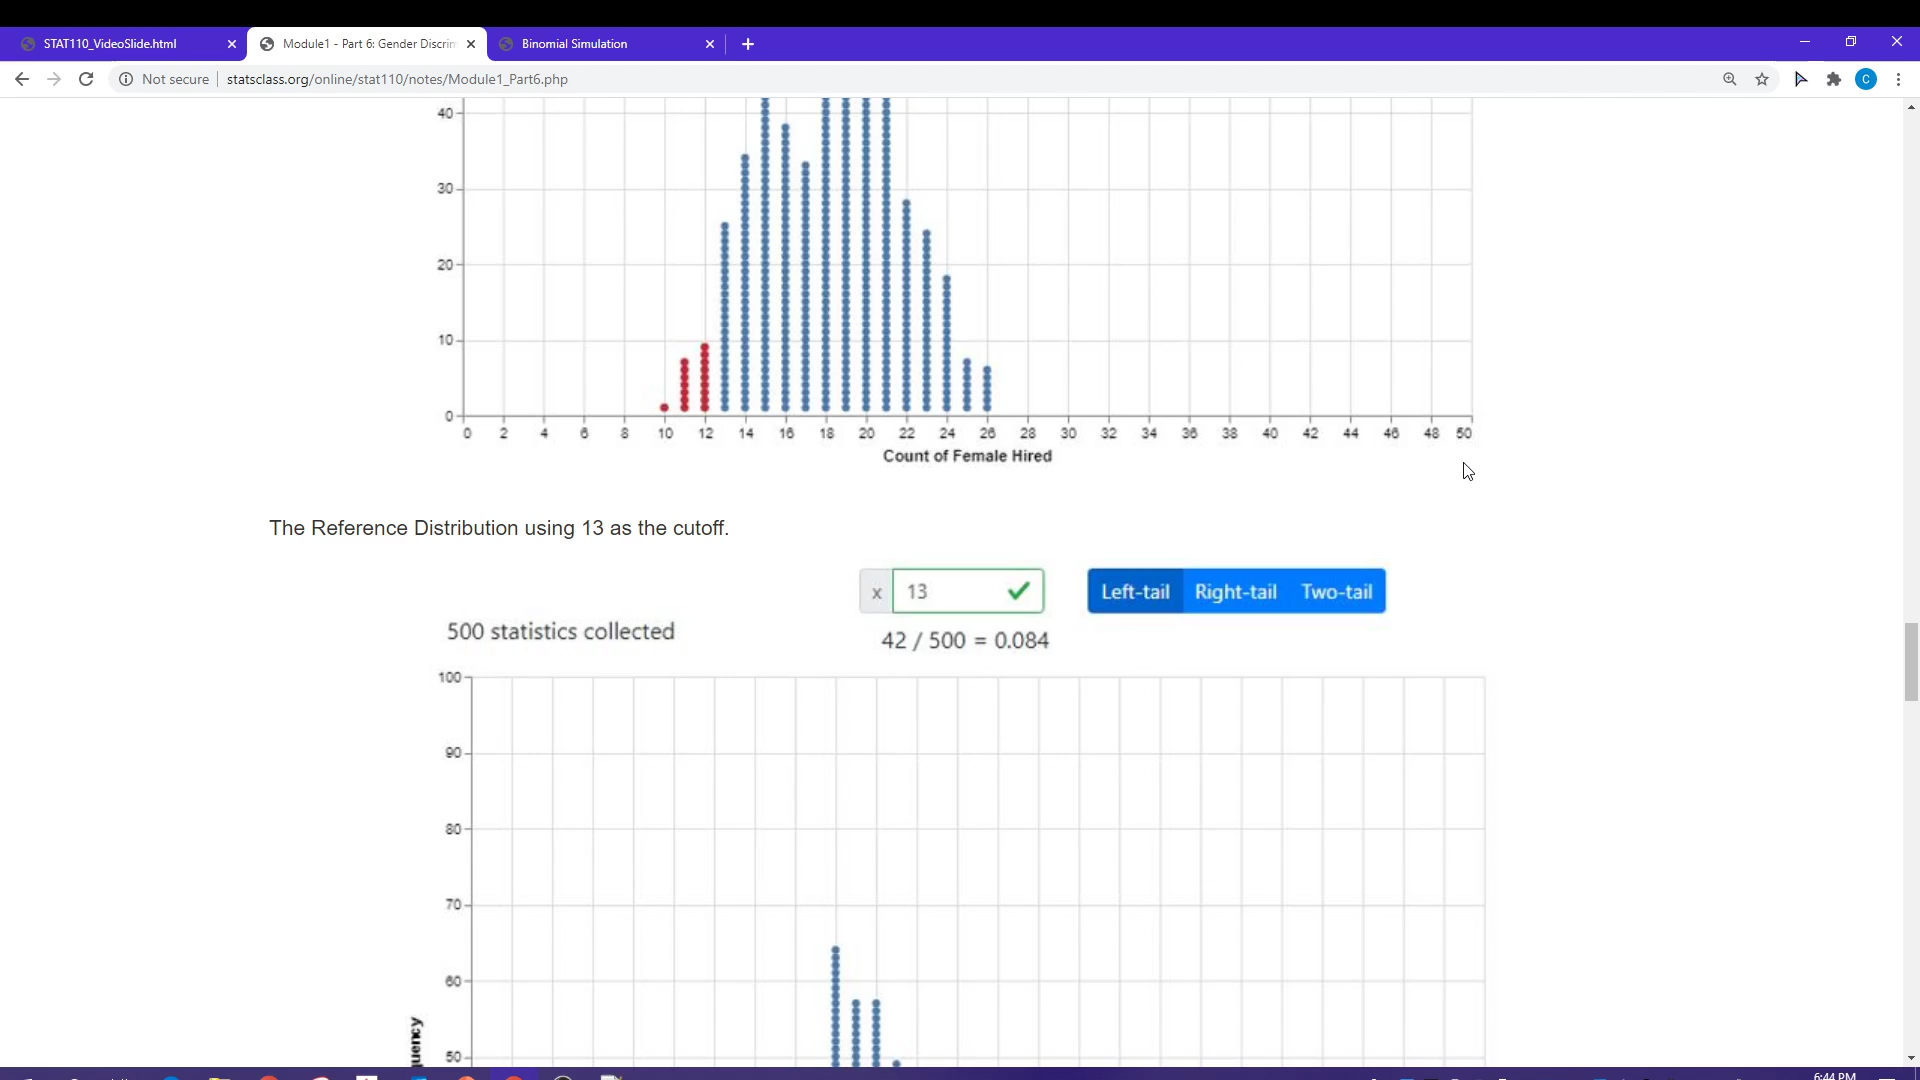 STAT110_VideoSlide.html
Module1 - Part 6: Gender Discrim
Binomial Simulation
Not secure
statsclass.org/online/stat110/notes/Module1_Part6.php
C
40
30
20
10
0
0 2 4 6 8 10 12 14 16 18 20 22 24 26 28 30 32 34 36 38 40 42 44 46 48 50
Count of Female Hired
The Reference Distribution using 13 as the cutoff.
x 13
Left-tail Right-tail Two-tail
500 statistics collected
42 / 500 = 0.084
100
90
80
70
60
50
6:44 PM